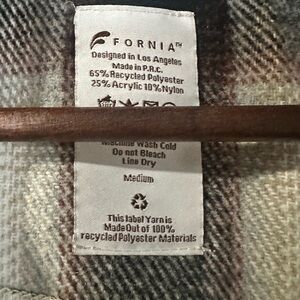 FORNIA™
Designed in Los Angeles
Made in P.R.C.
65% Recycled Polyester
25% Acrylic 10% Nylon
Machine Wash Cold
Do not Bleach
Line Dry
Medium
This label Yarn is
Made Out of 100%
recycled Polyester Materials